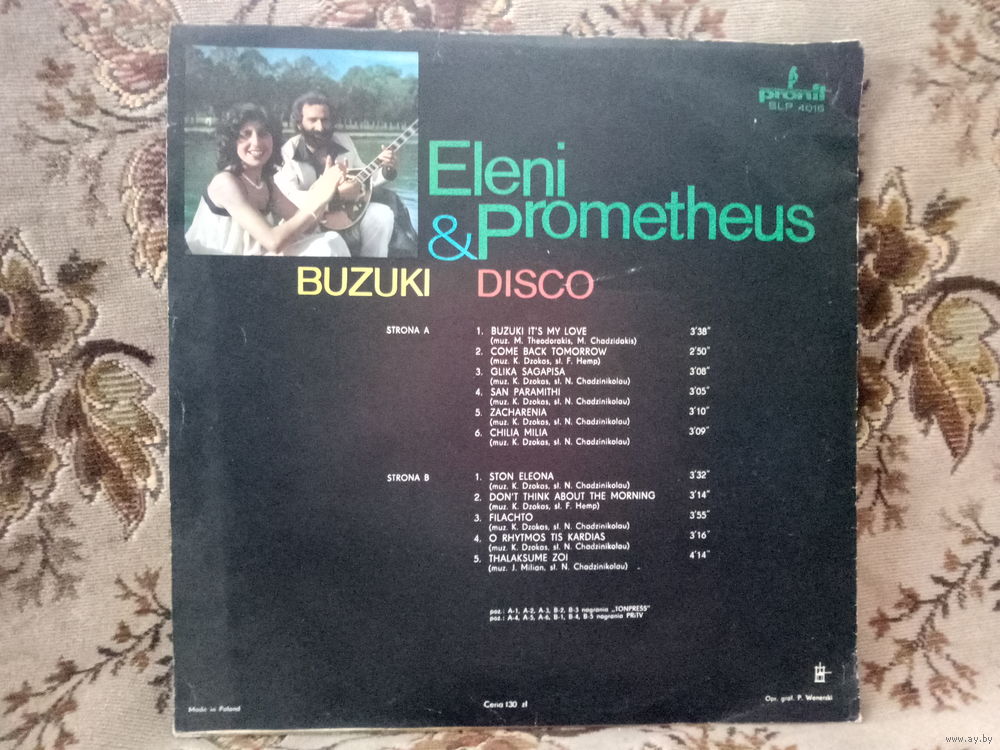 pronit
SLP 4016
Eleni
& Prometheus
BUZUKI DISCO
STRONA A
1. BUZUKI IT'S MY LOVE 3'38"
(muz. M. Theodorakis, M. Chadzidakis)
2. COME BACK TOMORROW 2'50"
(muz. K. Dzokas, sł. F. Hemp)
3. GLIKA SAGAPISA 3'08"
(muz. K. Dzokas, sł. N. Chadzinikolau)
4. SAN PARAMITHI 3'05"
(muz. K. Dzokas, sł. N. Chadzinikolau)
5. ZACHARENIA 3'10"
(muz. K. Dzokas, sł. N. Chadzinikolau)
6. CHILIA MILIA 3'09"
(muz. K. Dzokas, sł. N. Chadzinikolau)
STRONA B
1. STON ELEONA 3'32"
(muz. K. Dzokas, sł. N. Chadzinikolau)
2. DON'T THINK ABOUT THE MORNING 3'14"
(muz. K. Dzokas, sł. F. Hemp)
3. FILACHTO 3'55"
(muz. K. Dzokas, sł. N. Chadzinikolau)
4. O RHYTMOS TIS KARDIAS 3'16"
(muz. K. Dzokas, sł. N. Chadzinikolau)
5. THALAKSUME ZOI 4'14"
(muz. J. Milian, sł. N. Chadzinikolau)
poz.: A-1, A-2, A-3, B-2, B-3 nagrania „TONPRESS"
poz.: A-4, A-5, A-6, B-1, B-4, B-5 nagrania PRiTV
Made in Poland
Cena 130 zł
Opr. graf. P. Wenerski
www.ay.by